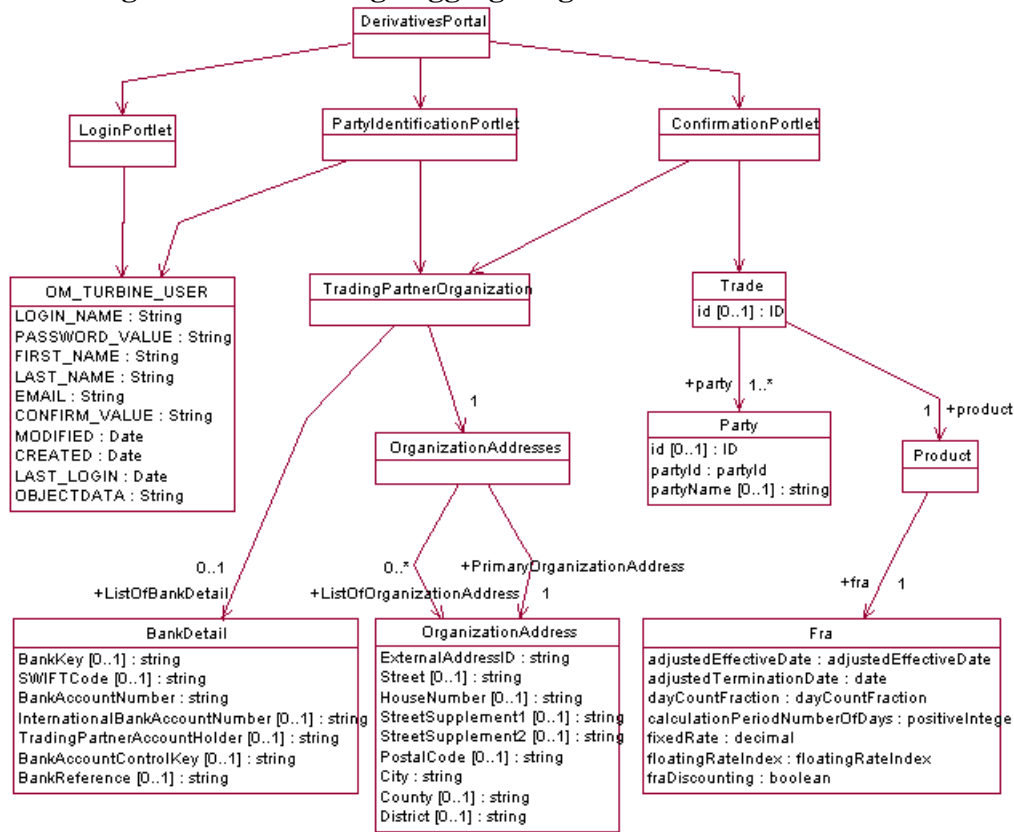 DerivativesPortal
LoginPortlet
PartyIdentificationPortlet
ConfirmationPortlet
OM_TURBINE_USER
LOGIN_NAME : String
PASSWORD_VALUE : String
FIRST_NAME : String
LAST_NAME : String
EMAIL : String
CONFIRM_VALUE : String
MODIFIED : Date
CREATED : Date
LAST_LOGIN : Date
OBJECTDATA : String
TradingPartnerOrganization
Trade
id [0..1] : ID
+party 1..*
1 +product
1
OrganizationAddresses
Party
id [0..1] : ID
partyId : partyId
partyName [0..1] : string
Product
0..1
+ListOfBankDetail
0..*
+ListOfOrganizationAddress
+PrimaryOrganizationAddress
1
+fra 1
BankDetail
BankKey [0..1] : string
SWIFTCode [0..1] : string
BankAccountNumber : string
InternationalBankAccountNumber [0..1] : string
TradingPartnerAccountHolder [0..1] : string
BankAccountControlKey [0..1] : string
BankReference [0..1] : string
OrganizationAddress
ExternalAddressID : string
Street [0..1] : string
HouseNumber [0..1] : string
StreetSupplement1 [0..1] : string
StreetSupplement2 [0..1] : string
PostalCode [0..1] : string
City : string
County [0..1] : string
District [0..1] : string
Fra
adjustedEffectiveDate : adjustedEffectiveDate
adjustedTerminationDate : date
dayCountFraction : dayCountFraction
calculationPeriodNumberOfDays : positiveIntege
fixedRate : decimal
floatingRateIndex : floatingRateIndex
fraDiscounting : boolean